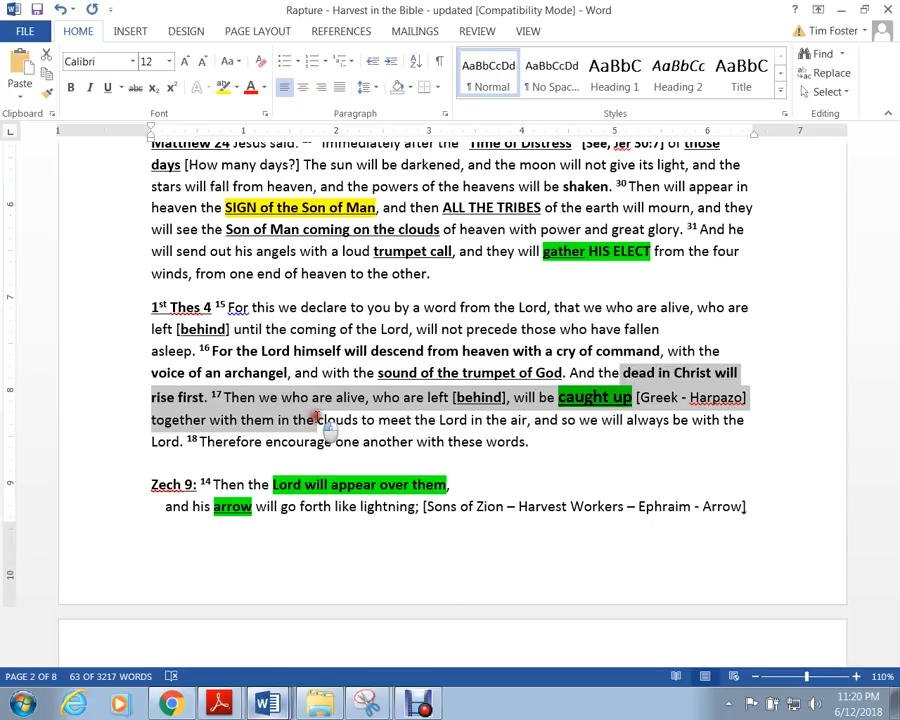 Rapture - Harvest in the Bible - updated [Compatibility Mode] - Word
FILE HOME INSERT DESIGN PAGE LAYOUT REFERENCES MAILINGS REVIEW VIEW Tim Foster
Paste
Calibri 12
AaBbCcDd AaBbCcDd AaBbC AaBbCc AaBbC
¶ Normal ¶ No Spac... Heading 1 Heading 2 Title
Find
Replace
Select
Clipboard Font Paragraph Styles Editing
1 1 2 3 4 5 6 7
Matthew 24 Jesus said: "Immediately after the "Time of Distress" [See, Jer 30:7] of those
days [How many days?] The sun will be darkened, and the moon will not give its light, and the
stars will fall from heaven, and the powers of the heavens will be shaken. 30 Then will appear in
heaven the SIGN of the Son of Man, and then ALL THE TRIBES of the earth will mourn, and they
will see the Son of Man coming on the clouds of heaven with power and great glory. 31 And he
will send out his angels with a loud trumpet call, and they will gather HIS ELECT from the four
winds, from one end of heaven to the other.
1st Thes 4 15 For this we declare to you by a word from the Lord, that we who are alive, who are
left [behind] until the coming of the Lord, will not precede those who have fallen
asleep. 16 For the Lord himself will descend from heaven with a cry of command, with the
voice of an archangel, and with the sound of the trumpet of God. And the dead in Christ will
rise first. 17 Then we who are alive, who are left [behind], will be caught up [Greek - Harpazo]
together with them in the clouds to meet the Lord in the air, and so we will always be with the
Lord. 18 Therefore encourage one another with these words.
Zech 9: 14 Then the Lord will appear over them,
and his arrow will go forth like lightning; [Sons of Zion – Harvest Workers – Ephraim - Arrow]
PAGE 2 OF 8 63 OF 3217 WORDS 110%
11:20 PM
6/12/2018